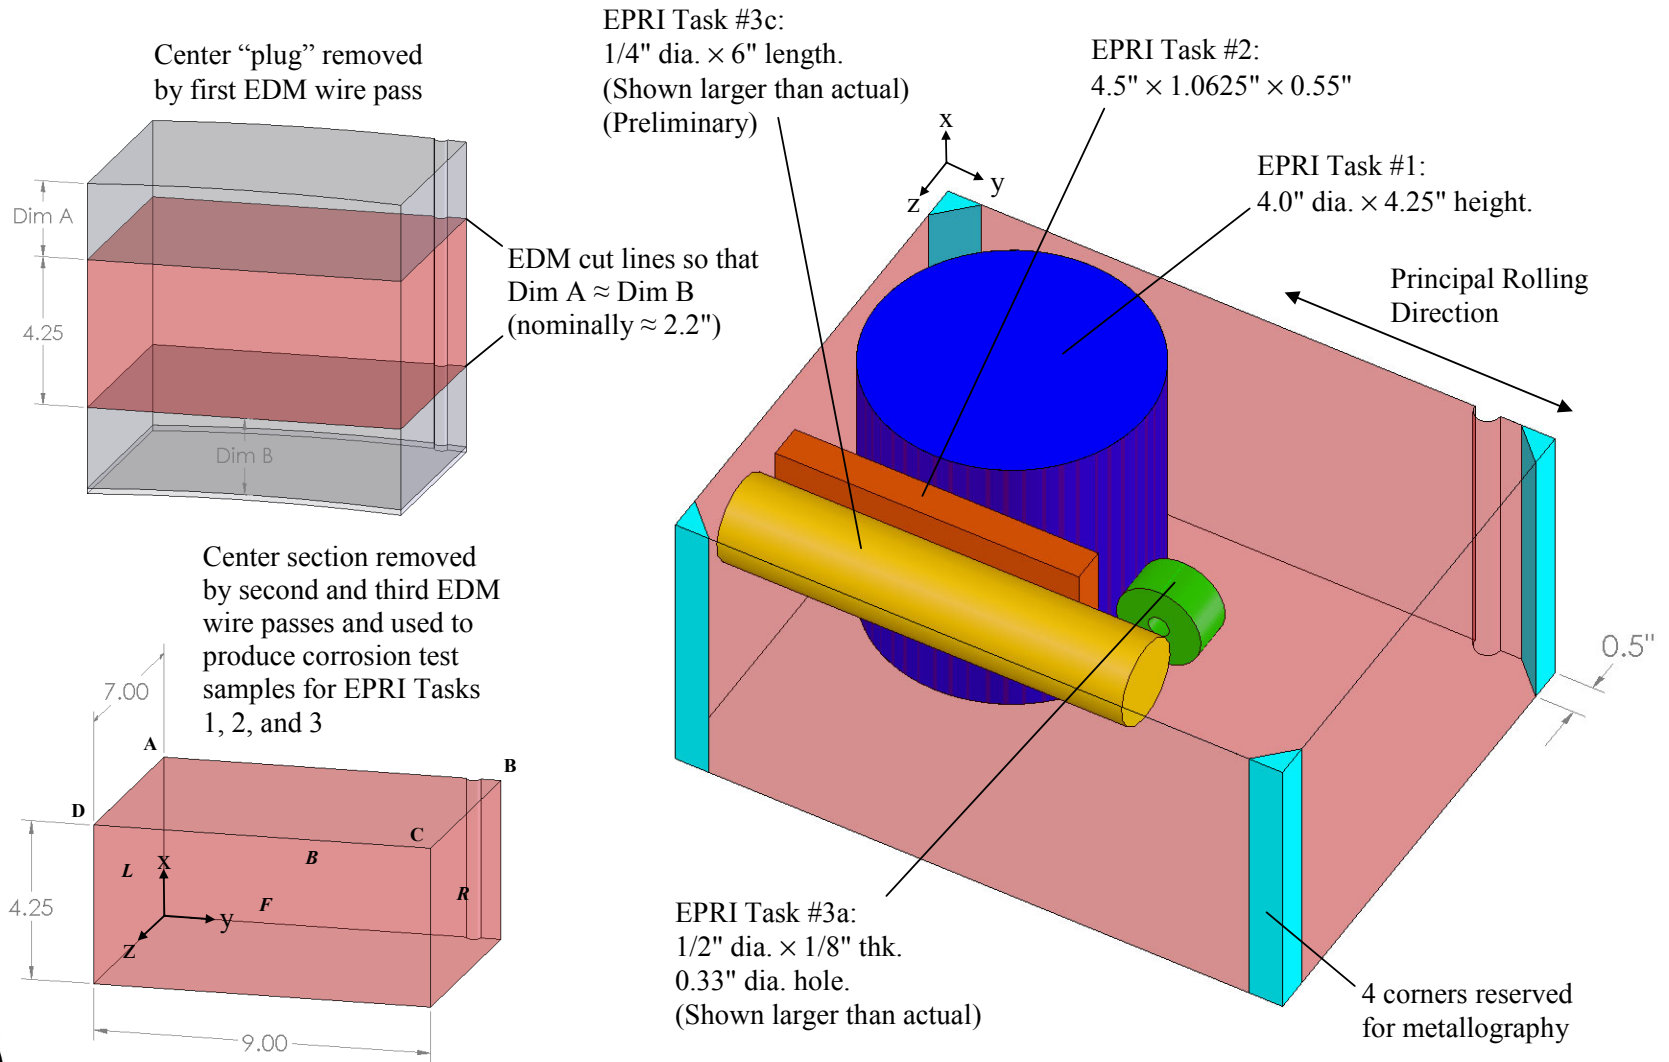 Center “plug” removed
by first EDM wire pass
Dim A
4.25
Dim B
EDM cut lines so that
Dim A ≈ Dim B
(nominally ≈ 2.2")
Center section removed
by second and third EDM
wire passes and used to
produce corrosion test
samples for EPRI Tasks
1, 2, and 3
7.00
A
B
D
C
L
B
R
F
x
y
z
4.25
9.00
EPRI Task #3c:
1/4" dia. × 6" length.
(Shown larger than actual)
(Preliminary)
EPRI Task #2:
4.5" × 1.0625" × 0.55"
EPRI Task #1:
4.0" dia. × 4.25" height.
x
y
z
Principal Rolling
Direction
0.5"
EPRI Task #3a:
1/2" dia. × 1/8" thk.
0.33" dia. hole.
(Shown larger than actual)
4 corners reserved
for metallography